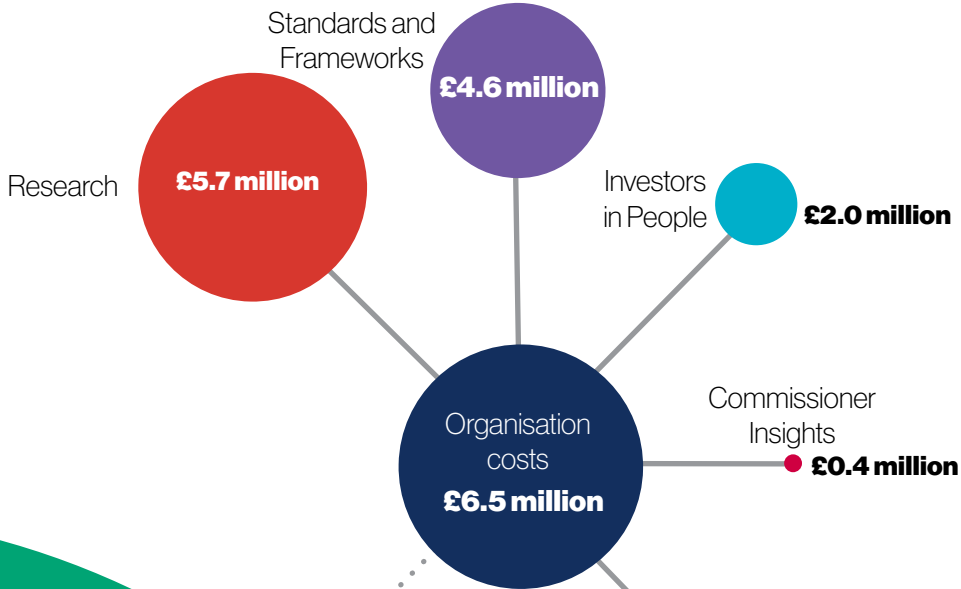 Standards and
Frameworks
£4.6 million
Research
£5.7 million
Investors
in People
£2.0 million
Commissioner
Insights
£0.4 million
Organisation
costs
£6.5 million